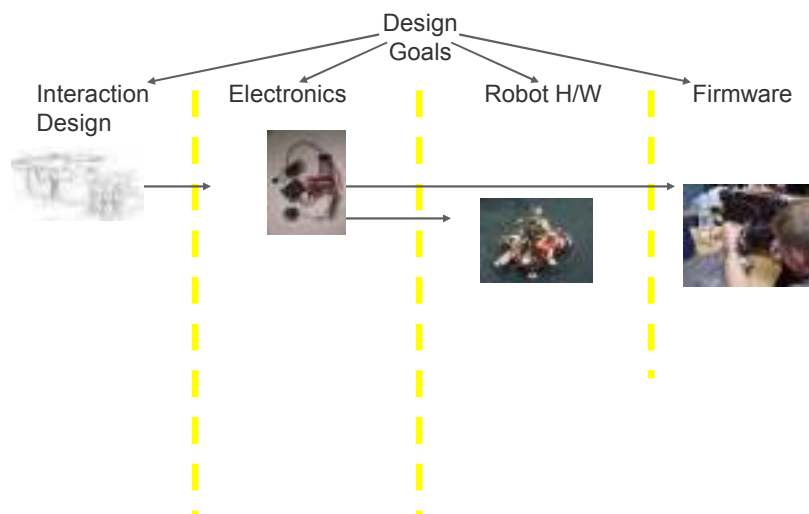 Design
Goals
Interaction
Design
Electronics
Robot H/W
Firmware